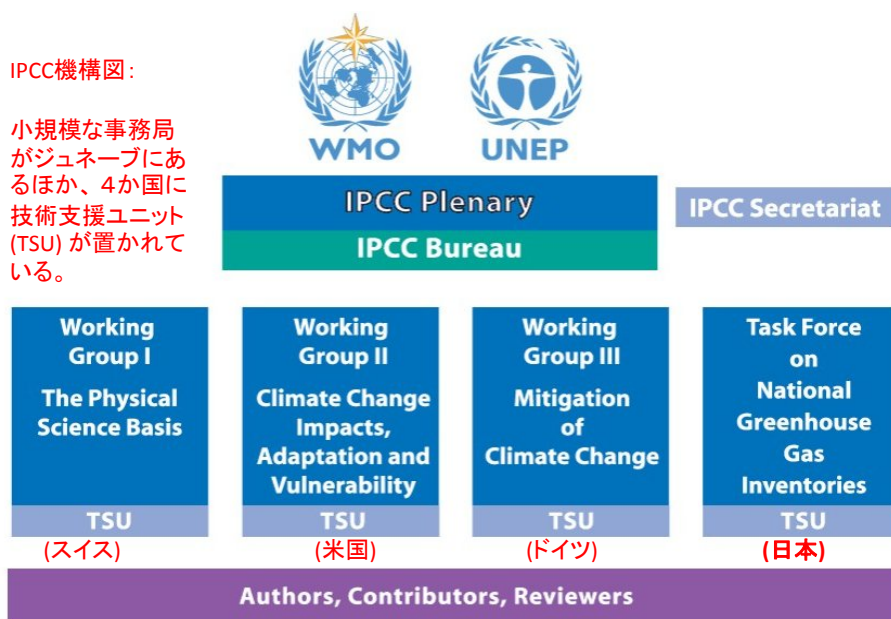 IPCC機構図:
小規模な事務局
がジュネーブにあ
るほか、４か国に
技術支援ユニット
(TSU) が置かれて
いる。
WMO
UNEP
IPCC Plenary
IPCC Bureau
IPCC Secretariat
Working
Group I
The Physical
Science Basis
TSU
(スイス)
Working
Group II
Climate Change
Impacts,
Adaptation and
Vulnerability
TSU
(米国)
Working
Group III
Mitigation
of
Climate Change
TSU
(ドイツ)
Task Force
on
National
Greenhouse
Gas
Inventories
TSU
(日本)
Authors, Contributors, Reviewers